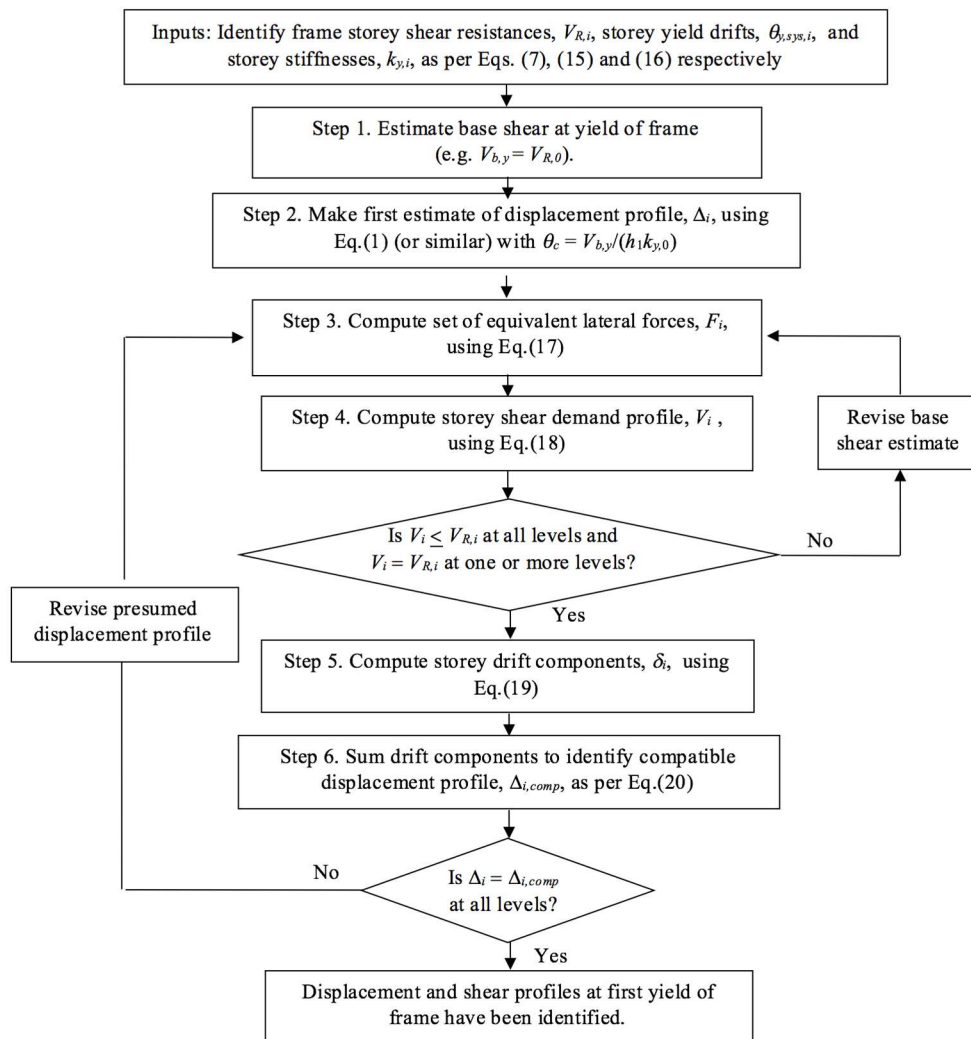 Inputs: Identify frame storey shear resistances, V_{R,i}, storey yield drifts, θ_{y,sys,i}, and
storey stiffnesses, k_{y,i}, as per Eqs. (7), (15) and (16) respectively
Step 1. Estimate base shear at yield of frame
(e.g. V_{b,y} = V_{R,0}).
Step 2. Make first estimate of displacement profile, Δ_i, using
Eq.(1) (or similar) with θ_c = V_{b,y}/(h_1k_{y,0})
Step 3. Compute set of equivalent lateral forces, F_i,
using Eq.(17)
Step 4. Compute storey shear demand profile, V_i ,
using Eq.(18)
Revise base
shear estimate
Is V_i ≤ V_{R,i} at all levels and
V_i = V_{R,i} at one or more levels?
No
Yes
Revise presumed
displacement profile
Step 5. Compute storey drift components, δ_i, using
Eq.(19)
Step 6. Sum drift components to identify compatible
displacement profile, Δ_{i,comp}, as per Eq.(20)
No
Is Δ_i = Δ_{i,comp}
at all levels?
Yes
Displacement and shear profiles at first yield of
frame have been identified.